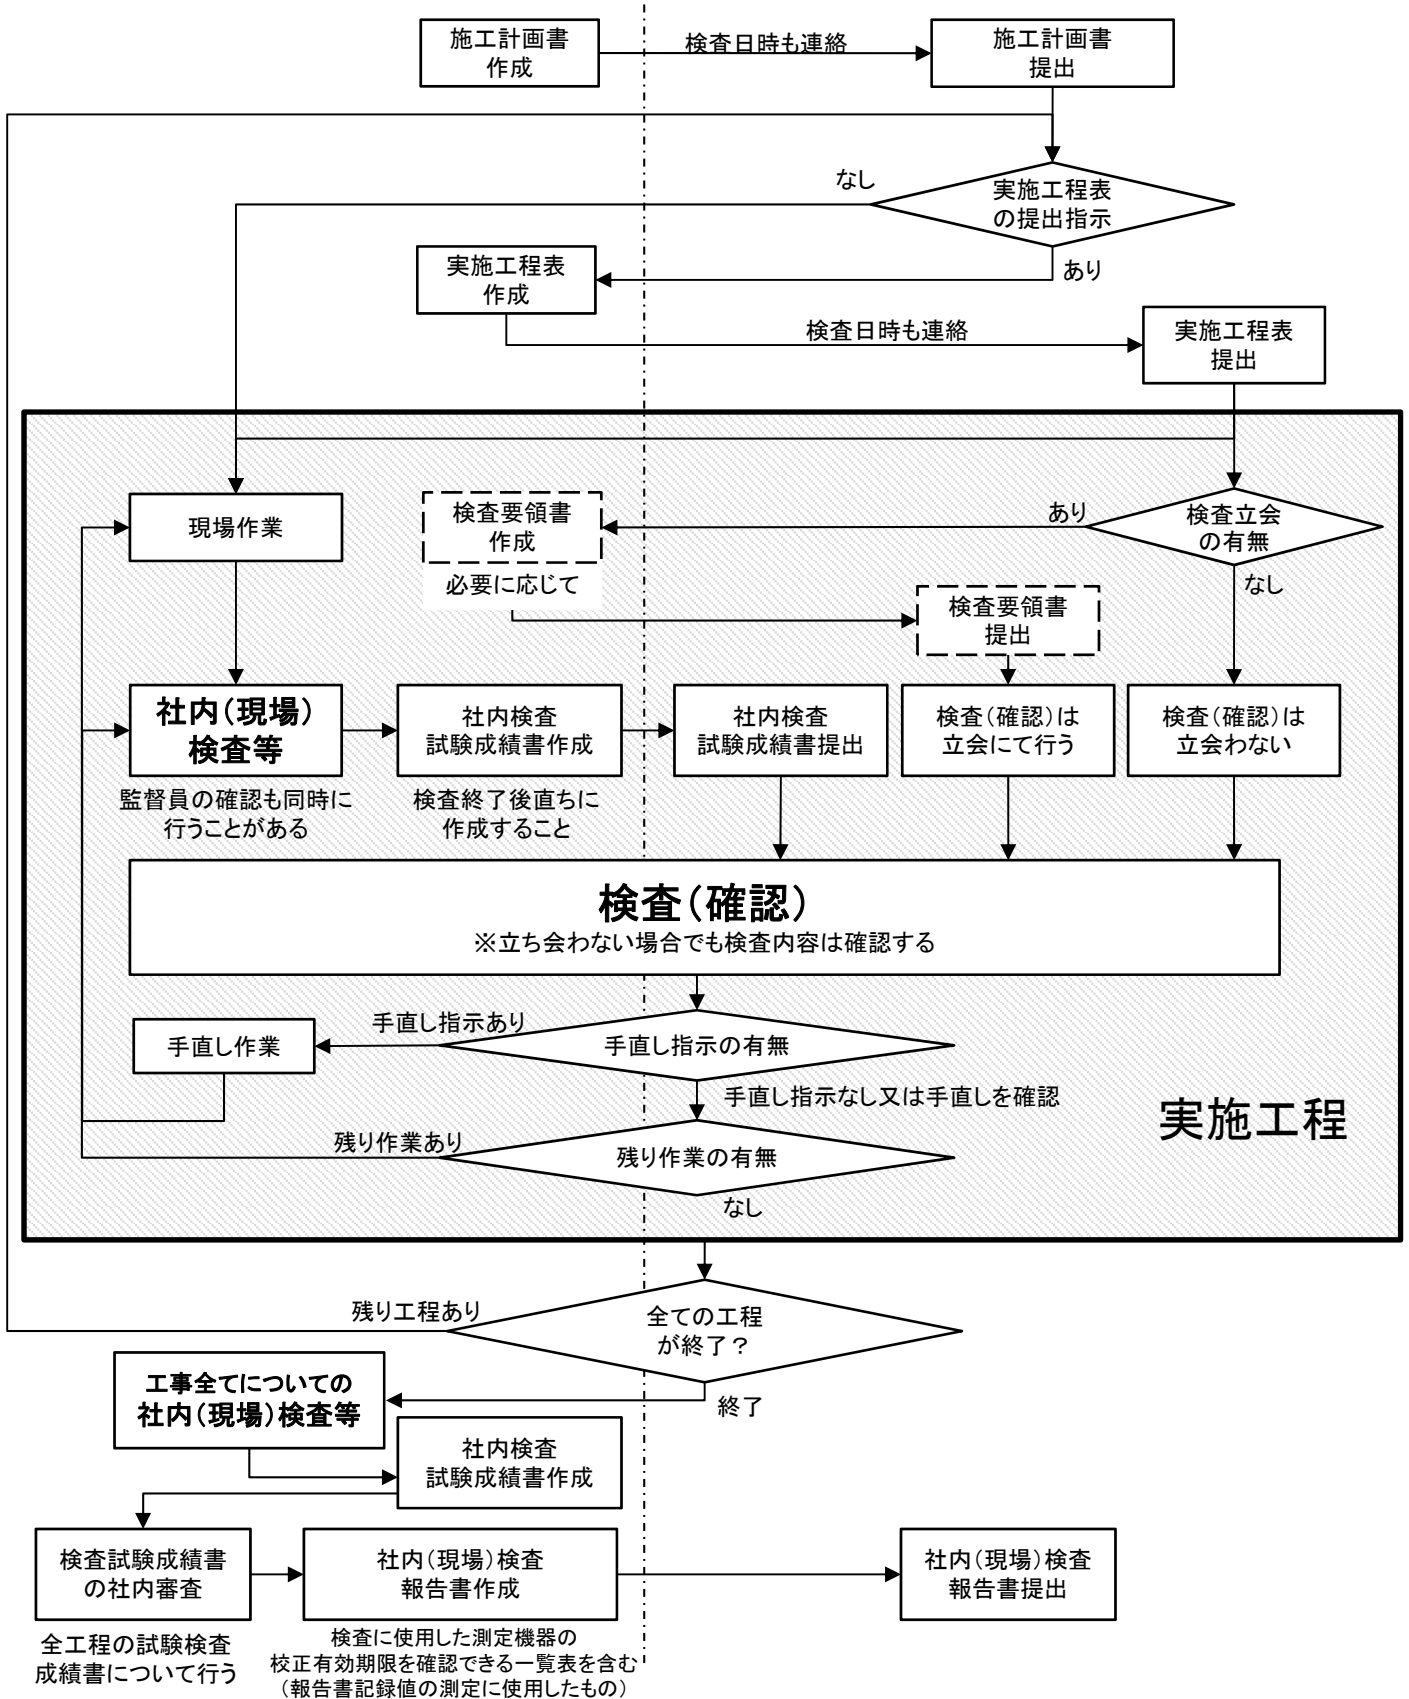 施工計画書
作成
検査日時も連絡
施工計画書
提出
なし
実施工程表
の提出指示
あり
実施工程表
作成
検査日時も連絡
実施工程表
提出
現場作業
検査要領書
作成
必要に応じて
あり
検査立会
の有無
なし
検査要領書
提出
社内(現場)
検査等
監督員の確認も同時に
行うことがある
社内検査
試験成績書作成
検査終了後直ちに
作成すること
社内検査
試験成績書提出
検査(確認)は
立会にて行う
検査(確認)は
立会わない
検査(確認)
※立ち会わない場合でも検査内容は確認する
手直し指示あり
手直し作業
手直し指示の有無
手直し指示なし又は手直しを確認
実施工程
残り作業あり
残り作業の有無
なし
残り工程あり
全ての工程
が終了?
終了
工事全てについての
社内(現場)検査等
社内検査
試験成績書作成
検査試験成績書
の社内審査
全工程の試験検査
成績書について行う
社内(現場)検査
報告書作成
検査に使用した測定機器の
校正有効期限を確認できる一覧表を含む
(報告書記録値の測定に使用したもの)
社内(現場)検査
報告書提出